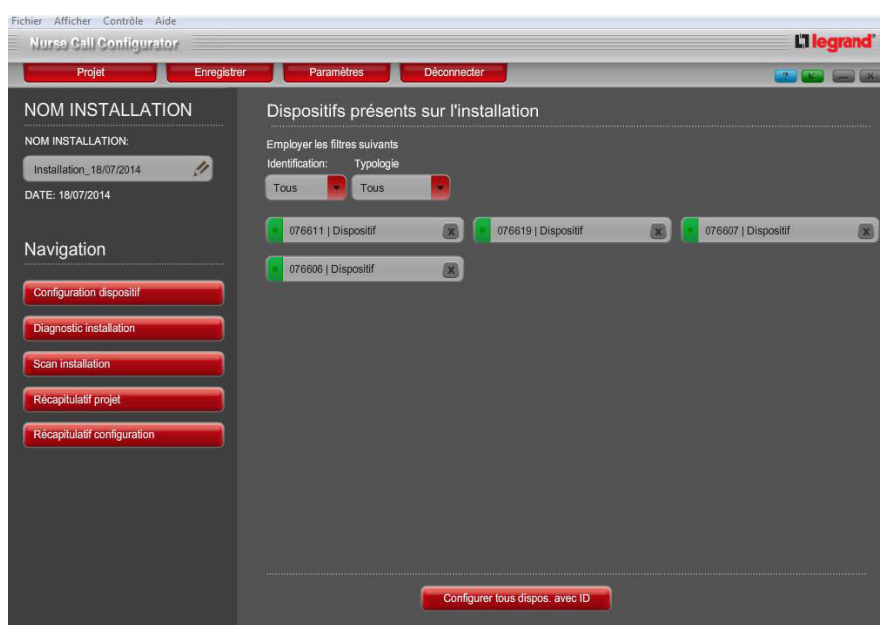 Fichier Afficher Contrôle Aide
Nurse Call Configurator
legrand
Projet Enregistrer Paramètres Déconnecter
?
NOM INSTALLATION
NOM INSTALLATION:
Installation_18/07/2014
DATE: 18/07/2014
Navigation
Configuration dispositif
Diagnostic installation
Scan installation
Récapitulatif projet
Récapitulatif configuration
Dispositifs présents sur l'installation
Employer les filtres suivants
Identification: Typologie
Tous Tous
076611 | Dispositif x
076619 | Dispositif x
076607 | Dispositif x
076606 | Dispositif x
Configurer tous dispos. avec ID